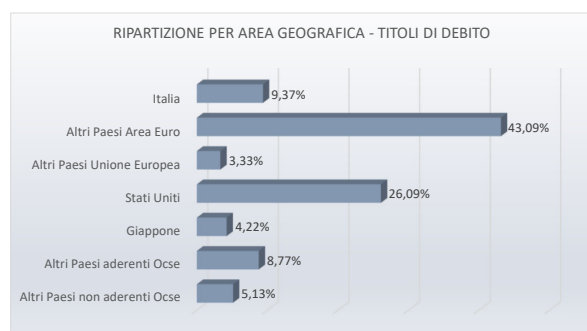 RIPARTIZIONE PER AREA GEOGRAFICA - TITOLI DI DEBITO
Italia 9,37%
Altri Paesi Area Euro 43,09%
Altri Paesi Unione Europea 3,33%
Stati Uniti 26,09%
Giappone 4,22%
Altri Paesi aderenti Ocse 8,77%
Altri Paesi non aderenti Ocse 5,13%